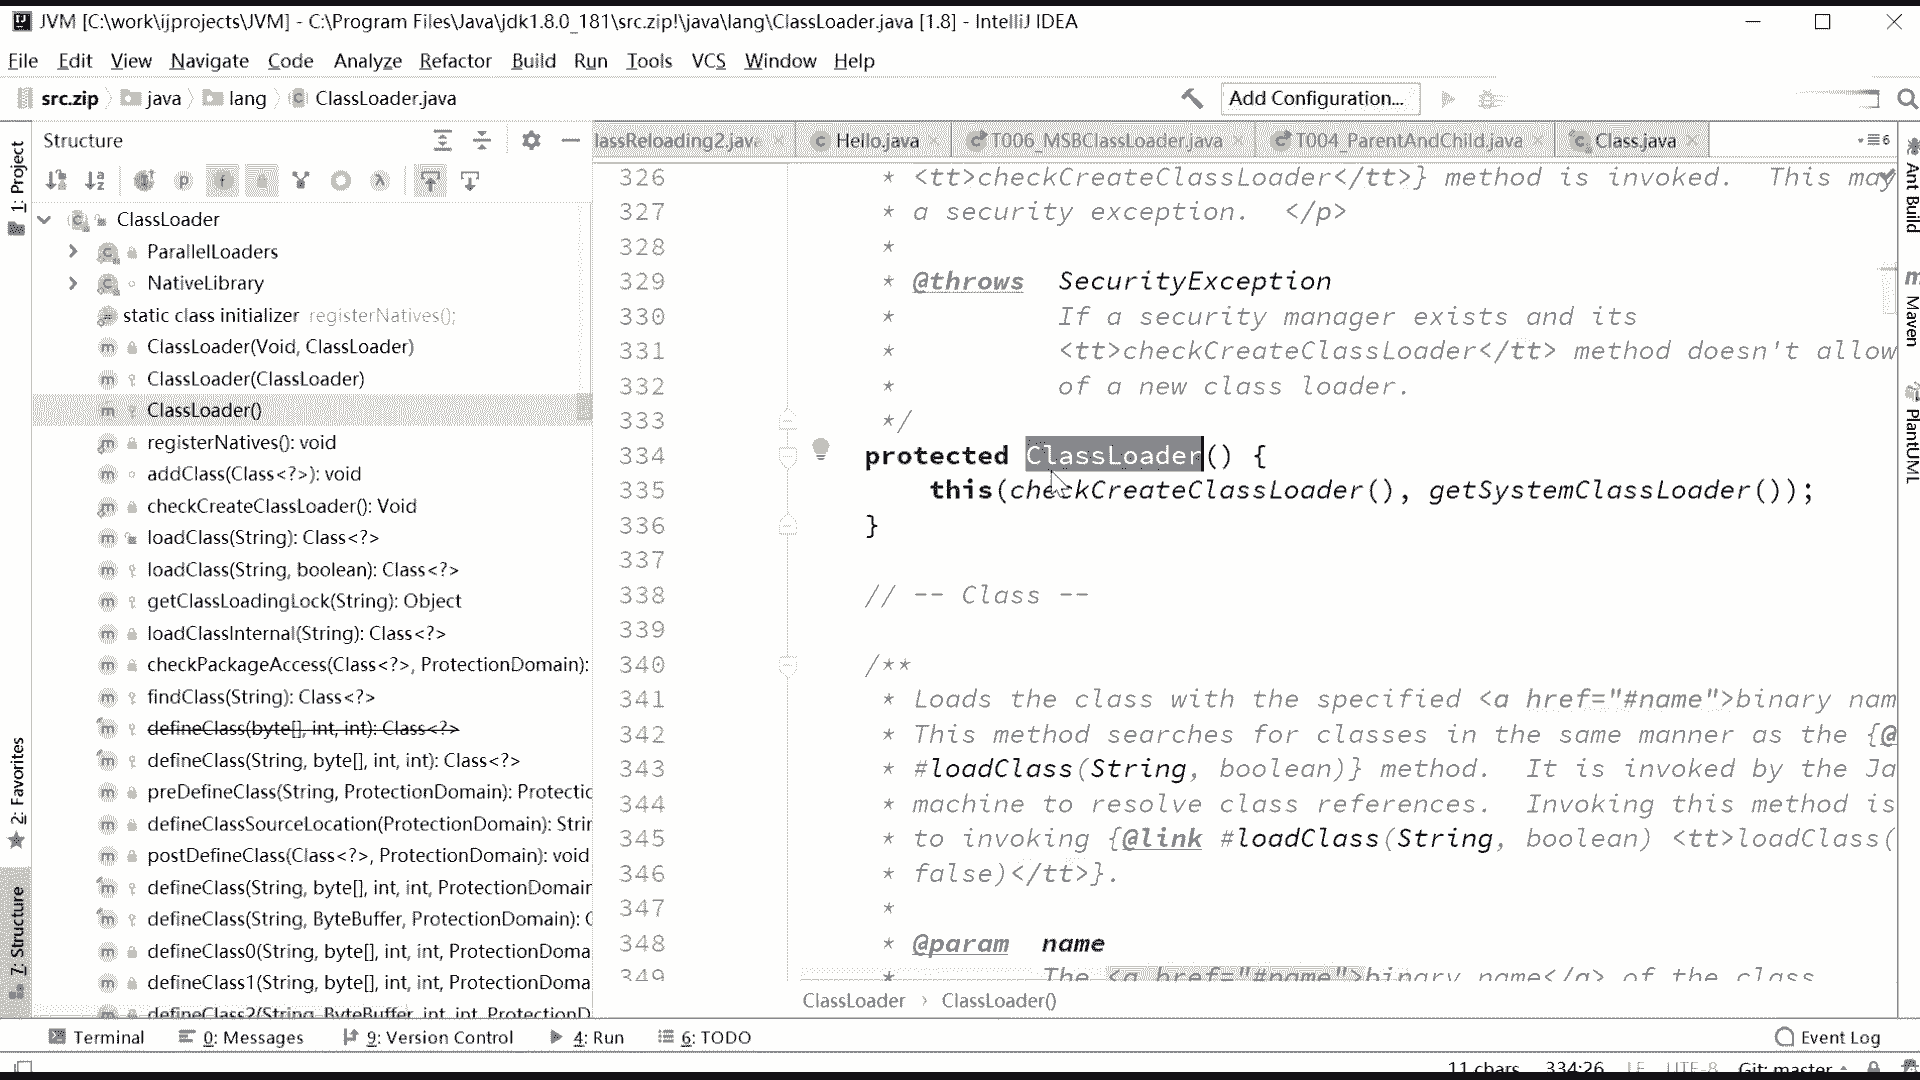 JVM [C:\work\ijprojects\JVM] - C:\Program Files\Java\jdk1.8.0_181\src.zip!\java\lang\ClassLoader.java [1.8] - IntelliJ IDEA
File Edit View Navigate Code Analyze Refactor Build Run Tools VCS Window Help
src.zip java lang ClassLoader.java Add Configuration...
Structure
lassReloading2.java Hello.java T006_MSBClassLoader.java T004_ParentAndChild.java Class.java 6
1: Project
2: Favorites
7: Structure
ClassLoader
ParallelLoaders
NativeLibrary
static class initializer registerNatives();
ClassLoader(Void, ClassLoader)
ClassLoader(ClassLoader)
ClassLoader()
registerNatives(): void
addClass(Class<?>): void
checkCreateClassLoader(): Void
loadClass(String): Class<?>
loadClass(String, boolean): Class<?>
getClassLoadingLock(String): Object
loadClassInternal(String): Class<?>
checkPackageAccess(Class<?>, ProtectionDomain):
findClass(String): Class<?>
defineClass(byte[], int, int): Class<?>
defineClass(String, byte[], int, int): Class<?>
preDefineClass(String, ProtectionDomain): Protectic
defineClassSourceLocation(ProtectionDomain): Strin
postDefineClass(Class<?>, ProtectionDomain): void
defineClass(String, byte[], int, int, ProtectionDomain
defineClass(String, ByteBuffer, ProtectionDomain): C
defineClass0(String, byte[], int, int, ProtectionDoma
defineClass1(String, byte[], int, int, ProtectionDoma
defineClass2(String, ByteBuffer, int, int, ProtectionD
326 * <tt>checkCreateClassLoader</tt>} method is invoked. This may
327 * a security exception. </p>
328 *
329 * @throws SecurityException
330 * If a security manager exists and its
331 * <tt>checkCreateClassLoader</tt> method doesn't allow
332 * of a new class loader.
333 */
334 protected ClassLoader() {
335 this(checkCreateClassLoader(), getSystemClassLoader());
336 }
337
338 // -- Class --
339
340 /**
341 * Loads the class with the specified <a href="#name">binary nam
342 * This method searches for classes in the same manner as the {@
343 * #loadClass(String, boolean)} method. It is invoked by the Ja
344 * machine to resolve class references. Invoking this method is
345 * to invoking {@link #loadClass(String, boolean) <tt>loadClass(
346 * false)</tt>}.
347 *
348 * @param name
349 * The <a href="#name">binary name</a> of the class
ClassLoader › ClassLoader()
Ant Build
Maven
PlantUML
Terminal 0: Messages 9: Version Control 4: Run 6: TODO Event Log
11 chars 334:26 LF UTF-8 Git: master